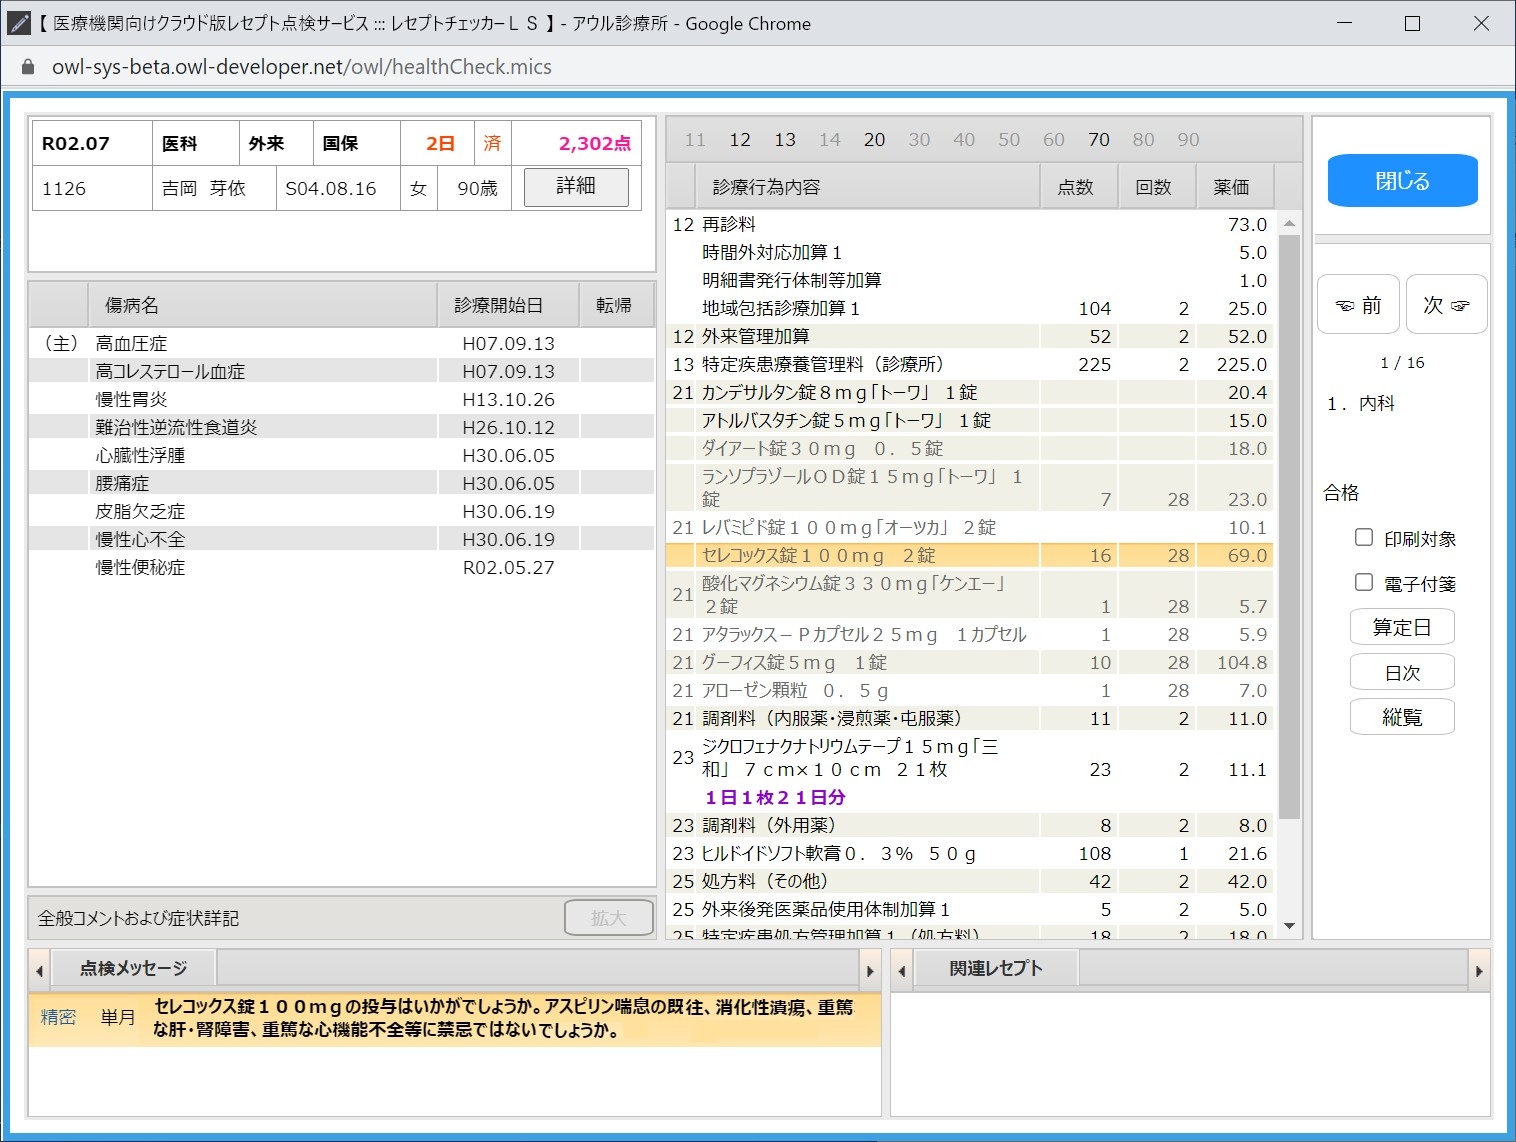 【 医療機関向けクラウド版レセプト点検サービス ::: レセプトチェッカーＬＳ 】 - アウル診療所 - Google Chrome
owl-sys-beta.owl-developer.net/owl/healthCheck.mics
R02.07 医科 外来 国保 2日 済 2,302点
1126 吉岡 芽依 S04.08.16 女 90歳 詳細
傷病名 診療開始日 転帰
（主） 高血圧症 H07.09.13
高コレステロール血症 H07.09.13
慢性胃炎 H13.10.26
難治性逆流性食道炎 H26.10.12
心臓性浮腫 H30.06.05
腰痛症 H30.06.05
皮脂欠乏症 H30.06.19
慢性心不全 H30.06.19
慢性便秘症 R02.05.27
全般コメントおよび症状詳記 拡大
11 12 13 14 20 30 40 50 60 70 80 90
診療行為内容 点数 回数 薬価
12 再診料 73.0
時間外対応加算１ 5.0
明細書発行体制等加算 1.0
地域包括診療加算１ 104 2 25.0
12 外来管理加算 52 2 52.0
13 特定疾患療養管理料（診療所） 225 2 225.0
21 カンデサルタン錠８ｍｇ「トーワ」 １錠 20.4
アトルバスタチン錠５ｍｇ「トーワ」 １錠 15.0
ダイアート錠３０ｍｇ ０．５錠 18.0
ランソプラゾールＯＤ錠１５ｍｇ「トーワ」 １
錠 7 28 23.0
21 レバミピド錠１００ｍｇ「オーツカ」 ２錠 10.1
セレコックス錠１００ｍｇ ２錠 16 28 69.0
21 酸化マグネシウム錠３３０ｍｇ「ケンエー」
２錠 1 28 5.7
21 アタラックス－Ｐカプセル２５ｍｇ １カプセル 1 28 5.9
21 グーフィス錠５ｍｇ １錠 10 28 104.8
21 アローゼン顆粒 ０．５ｇ 1 28 7.0
21 調剤料（内服薬・浸煎薬・屯服薬） 11 2 11.0
23 ジクロフェナクナトリウムテープ１５ｍｇ「三
和」 ７ｃｍ×１０ｃｍ ２１枚 23 2 11.1
１日１枚２１日分
23 調剤料（外用薬） 8 2 8.0
23 ヒルドイドソフト軟膏０．３％ ５０ｇ 108 1 21.6
25 処方料（その他） 42 2 42.0
25 外来後発医薬品使用体制加算１ 5 2 5.0
25 特定疾患処方管理加算１（処方料） 18 2 18.0
閉じる
☜ 前 次 ☞
1 / 16
１．内科
合格
印刷対象
電子付箋
算定日
日次
縦覧
点検メッセージ
精密 単月 セレコックス錠１００ｍｇの投与はいかがでしょうか。アスピリン喘息の既往、消化性潰瘍、重篤
な肝・腎障害、重篤な心機能不全等に禁忌ではないでしょうか。
関連レセプト